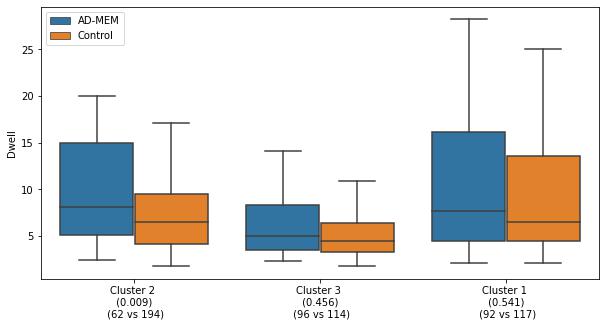 AD-MEM
Control
Dwell
25
20
15
10
5
Cluster 2
(0.009)
(62 vs 194)
Cluster 3
(0.456)
(96 vs 114)
Cluster 1
(0.541)
(92 vs 117)